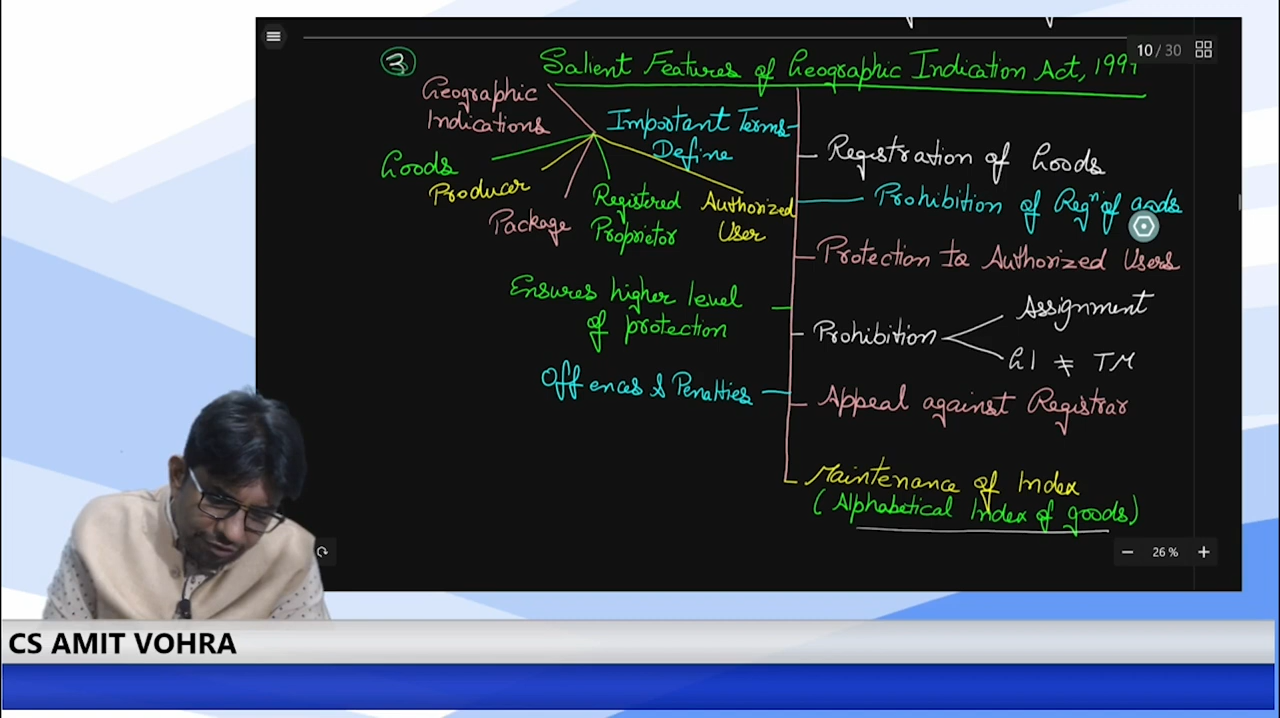 10 / 30
3
Salient Features of Geographic Indication Act, 199
Geographic
Indications
Goods
Producer
Package
Registered
Proprietor
Authorized
User
Important Terms
Define
Ensures higher level
of protection
Offences & Penalties
Registration of Goods
Prohibition of Regn of goods
Protection to Authorized Users
Prohibition
Assignment
GI ≠ TM
Appeal against Registrar
Maintenance of Index
(Alphabetical Index of goods)
26 %
CS AMIT VOHRA